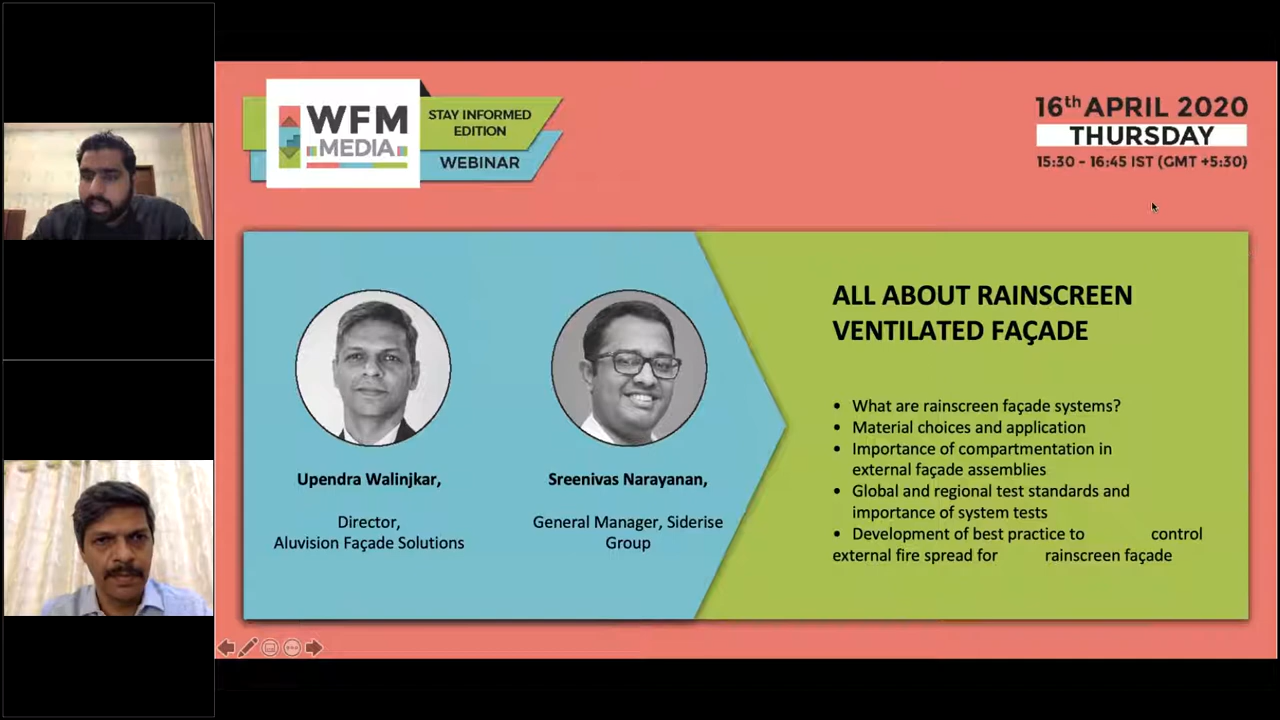 WFM
MEDIA
STAY INFORMED
EDITION
WEBINAR
16th APRIL 2020
THURSDAY
15:30 - 16:45 IST (GMT +5:30)
Upendra Walinjkar,
Director,
Aluvision Façade Solutions
Sreenivas Narayanan,
General Manager, Siderise
Group
ALL ABOUT RAINSCREEN
VENTILATED FAÇADE
• What are rainscreen façade systems?
• Material choices and application
• Importance of compartmentation in
external façade assemblies
• Global and regional test standards and
importance of system tests
• Development of best practice to control
external fire spread for rainscreen façade